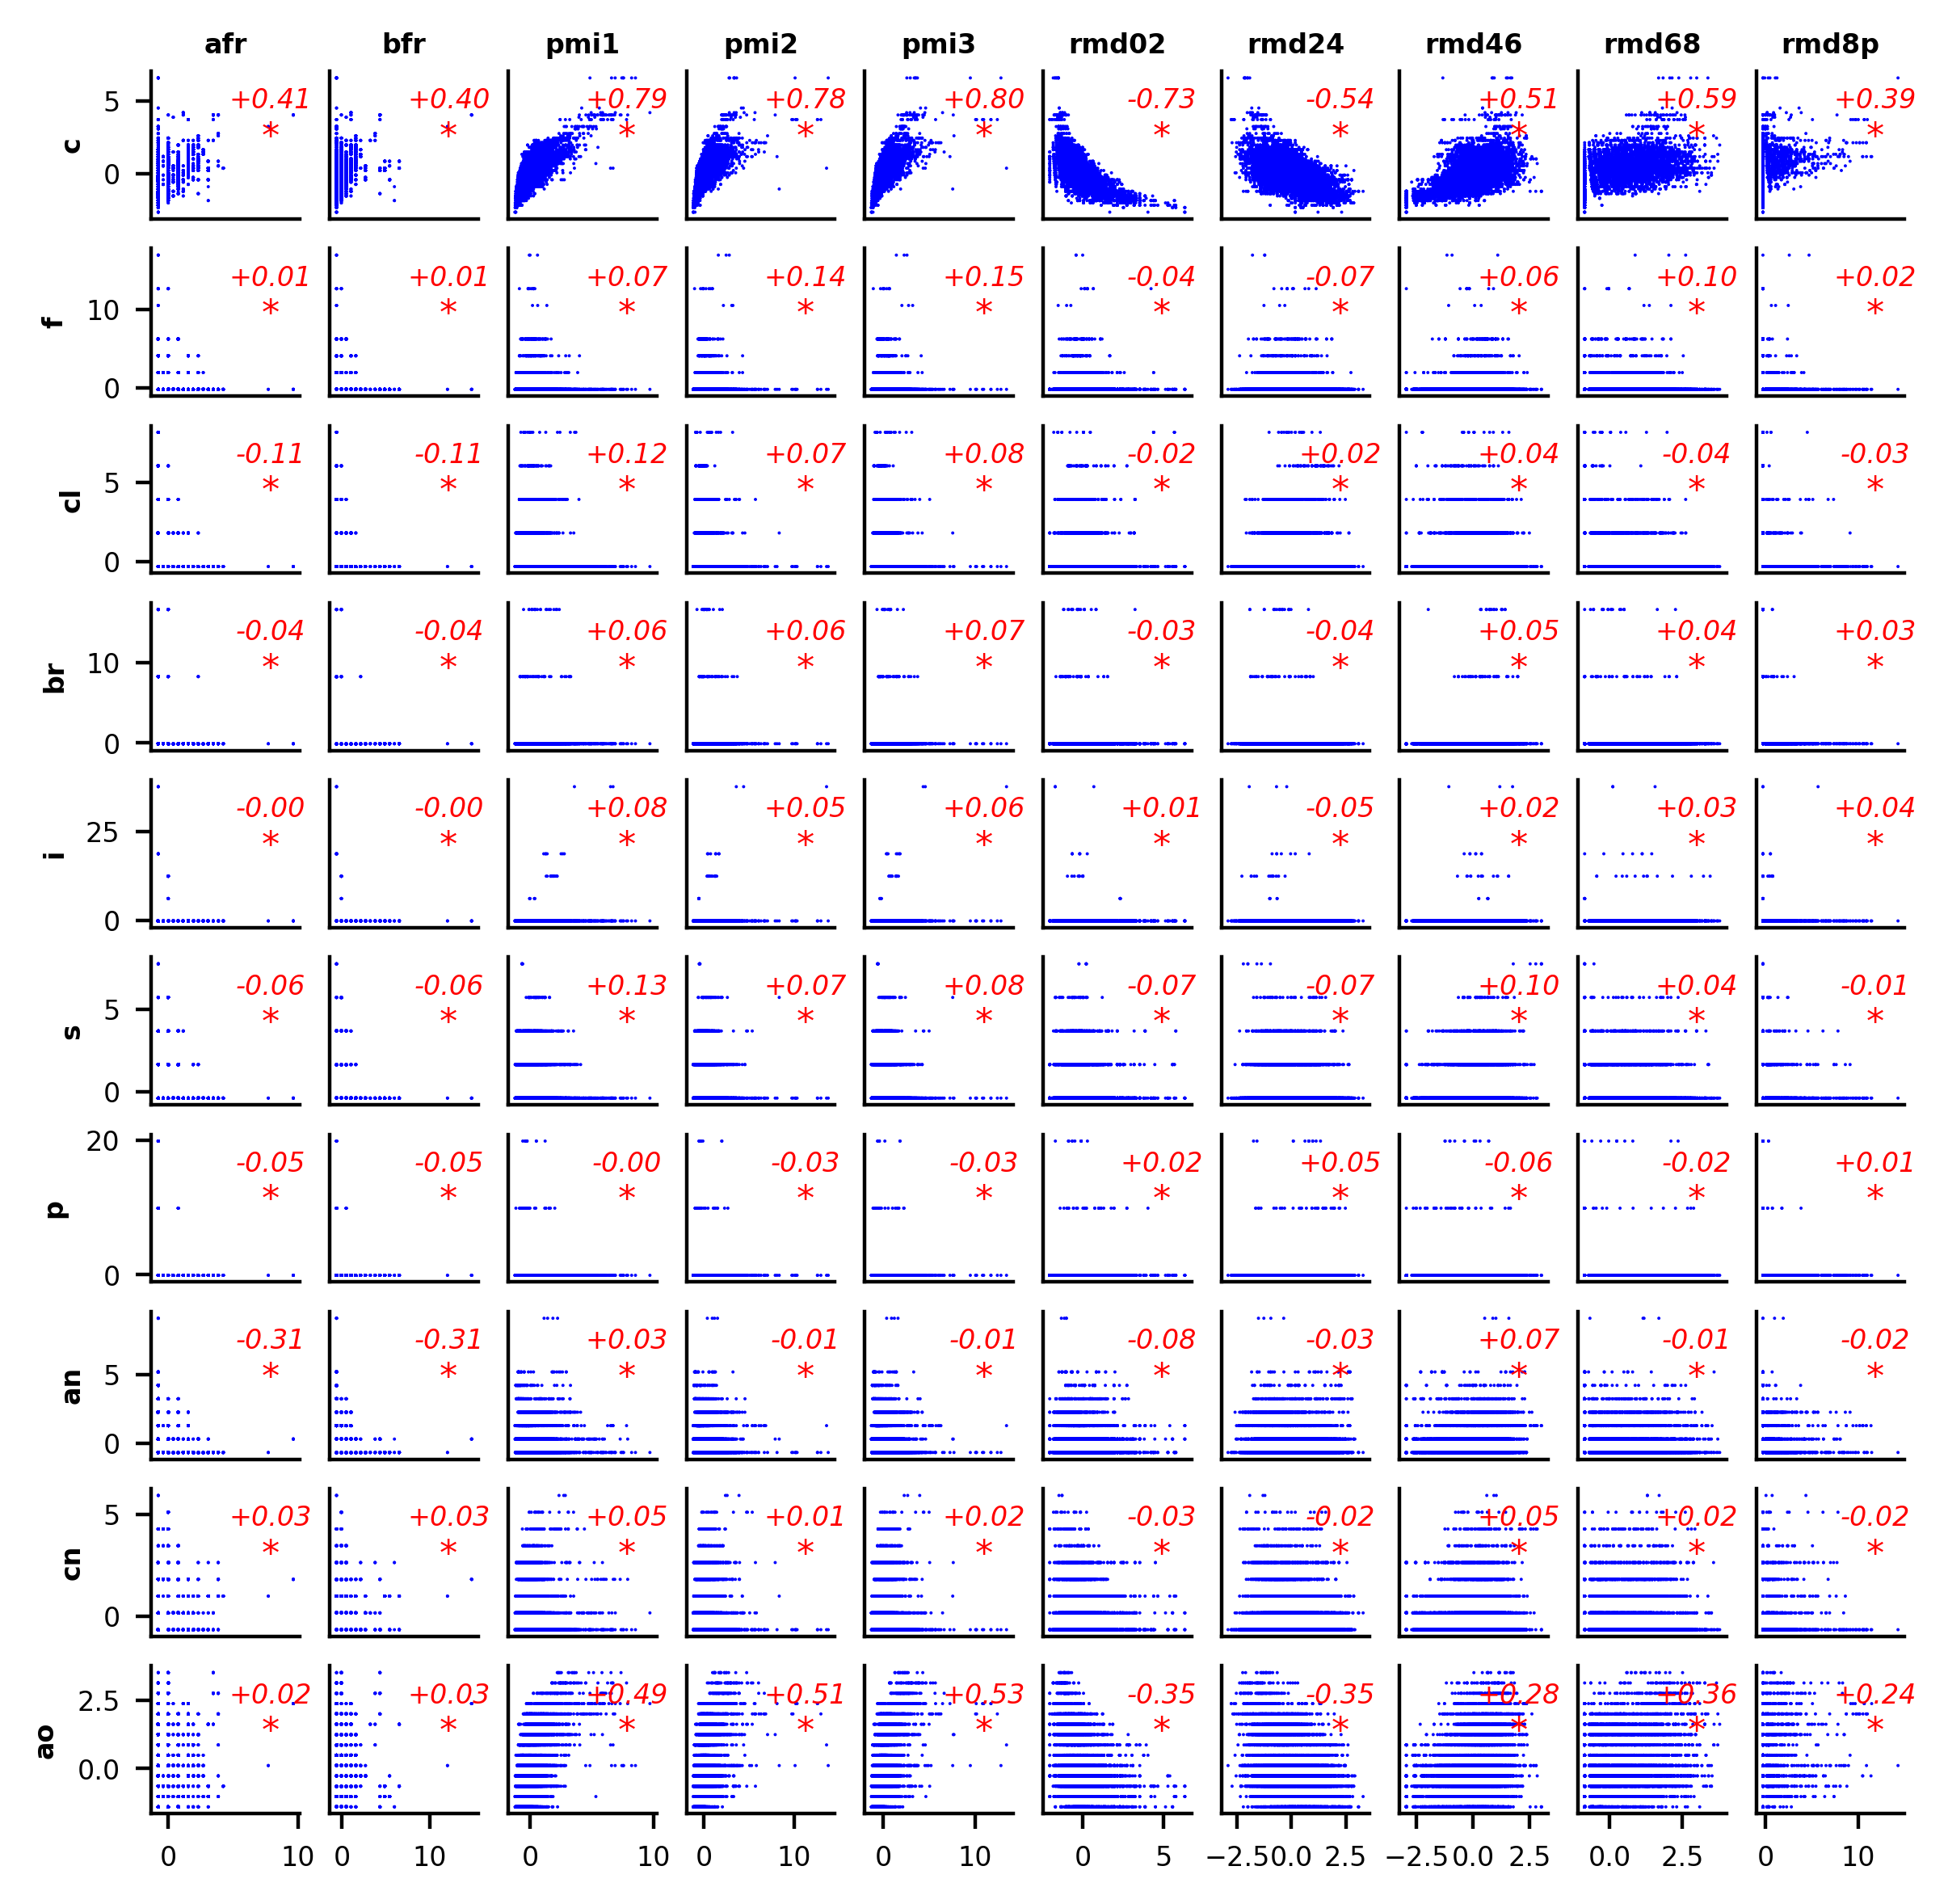 afr bfr pmi1 pmi2 pmi3 rmd02 rmd24 rmd46 rmd68 rmd8p
5 +0.41 +0.40 +0.79 +0.78 +0.80 -0.73 -0.54 +0.51 +0.59 +0.39
* * * * * * * * * *
c
0
+0.01 +0.01 +0.07 +0.14 +0.15 -0.04 -0.07 +0.06 +0.10 +0.02
10 * * * * * * * * * *
f
0
-0.11 -0.11 +0.12 +0.07 +0.08 -0.02 +0.02 +0.04 -0.04 -0.03
5 * * * * * * * * * *
cl
0
-0.04 -0.04 +0.06 +0.06 +0.07 -0.03 -0.04 +0.05 +0.04 +0.03
10 * * * * * * * * * *
br
0
-0.00 -0.00 +0.08 +0.05 +0.06 +0.01 -0.05 +0.02 +0.03 +0.04
25 * * * * * * * * * *
i
0
-0.06 -0.06 +0.13 +0.07 +0.08 -0.07 -0.07 +0.10 +0.04 -0.01
5 * * * * * * * * * *
s
0
20
-0.05 -0.05 -0.00 -0.03 -0.03 +0.02 +0.05 -0.06 -0.02 +0.01
* * * * * * * * * *
p
0
-0.31 -0.31 +0.03 -0.01 -0.01 -0.08 -0.03 +0.07 -0.01 -0.02
5 * * * * * * * * * *
an
0
5 +0.03 +0.03 +0.05 +0.01 +0.02 -0.03 -0.02 +0.05 +0.02 -0.02
* * * * * * * * * *
cn
0
2.5 +0.02 +0.03 +0.49 +0.51 +0.53 -0.35 -0.35 +0.28 +0.36 +0.24
* * * * * * * * * *
ao
0.0
0 10 0 10 0 10 0 10 0 10 0 5 −2.5 0.0 2.5 −2.5 0.0 2.5 0.0 2.5 0 10